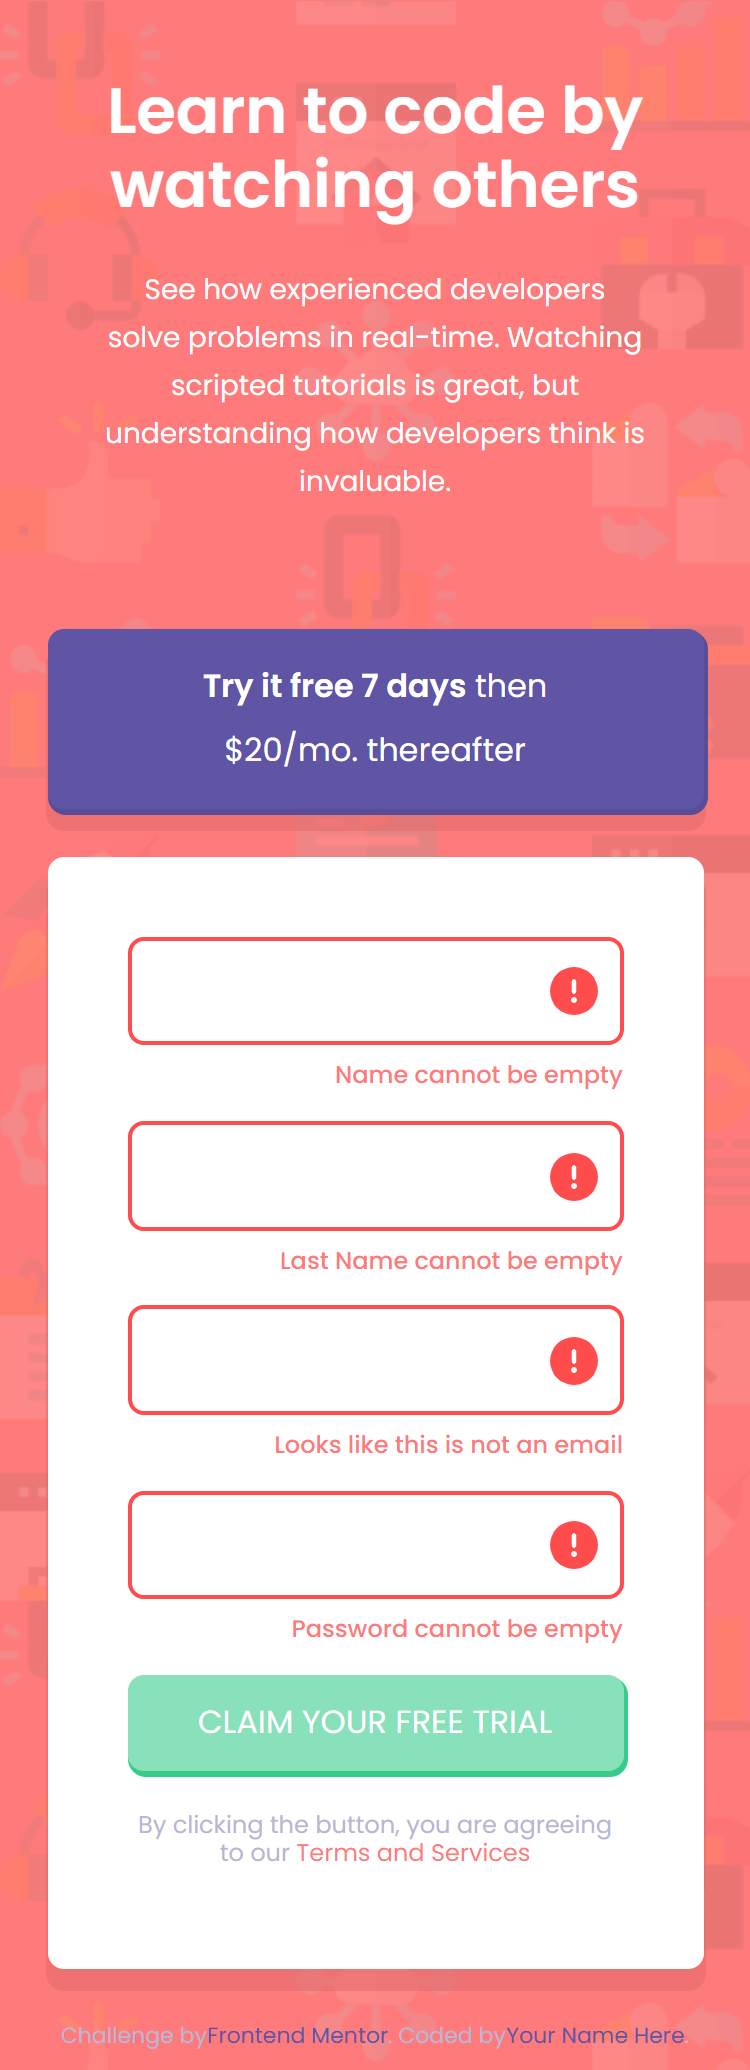 Learn to code by
watching others
See how experienced developers
solve problems in real-time. Watching
scripted tutorials is great, but
understanding how developers think is
invaluable.
Try it free 7 days then
$20/mo. thereafter
Name cannot be empty
Last Name cannot be empty
Looks like this is not an email
Password cannot be empty
CLAIM YOUR FREE TRIAL
By clicking the button, you are agreeing
to our Terms and Services
Challenge byFrontend Mentor. Coded byYour Name Here.